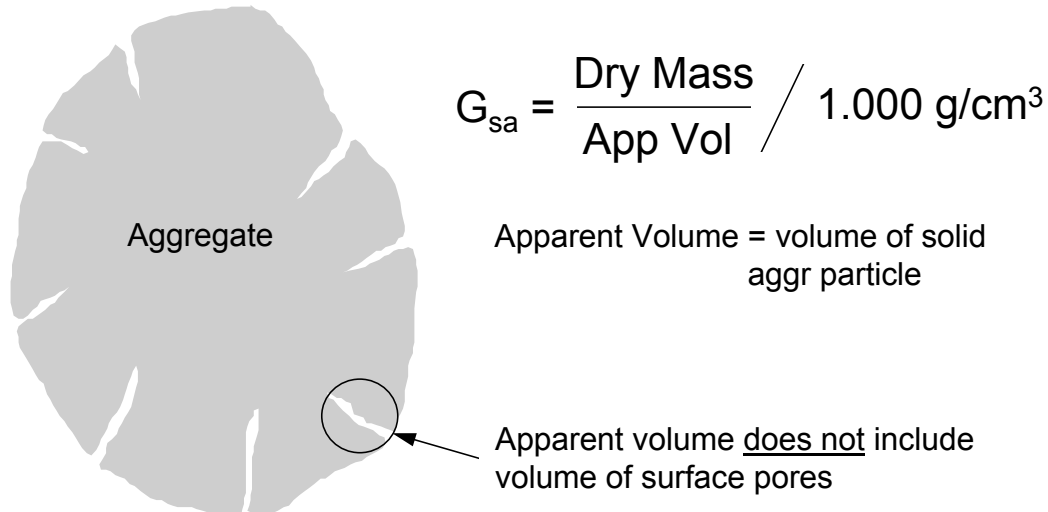 Dry Mass
G_sa = ――― / 1.000 g/cm³
App Vol
Aggregate
Apparent Volume = volume of solid
aggr particle
Apparent volume does not include
volume of surface pores